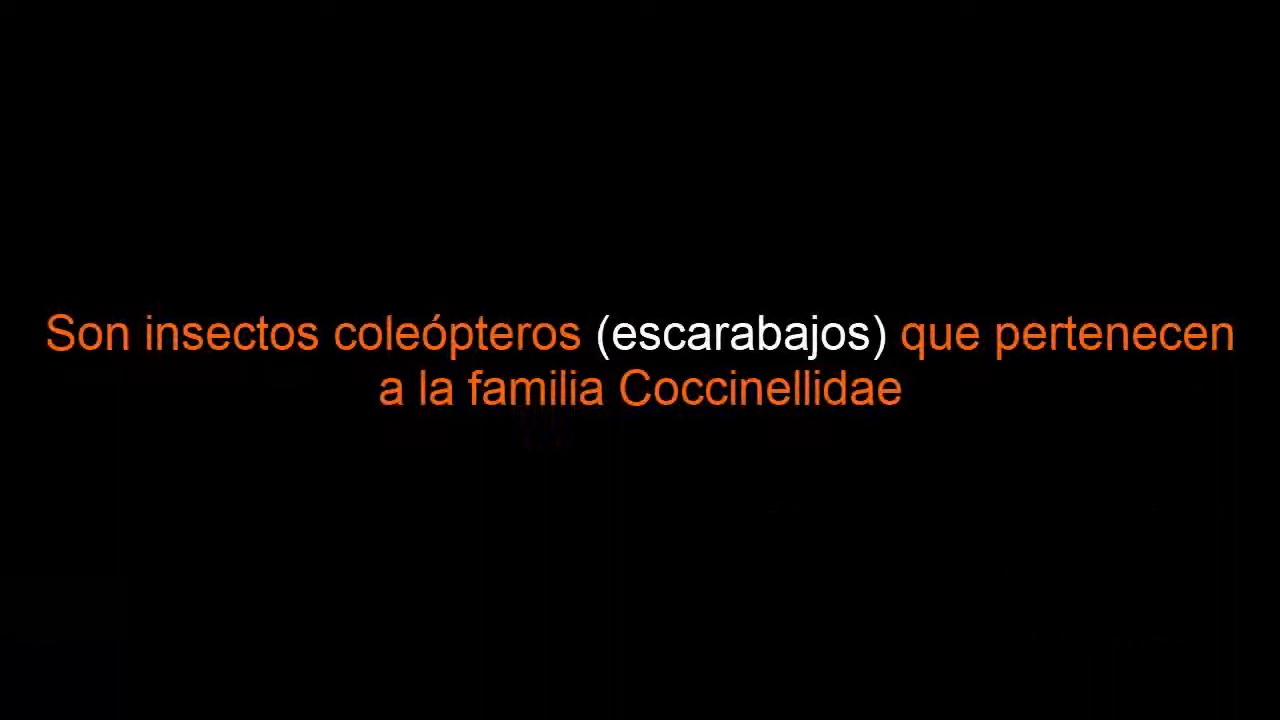 Son insectos coleópteros (escarabajos) que pertenecen
a la familia Coccinellidae